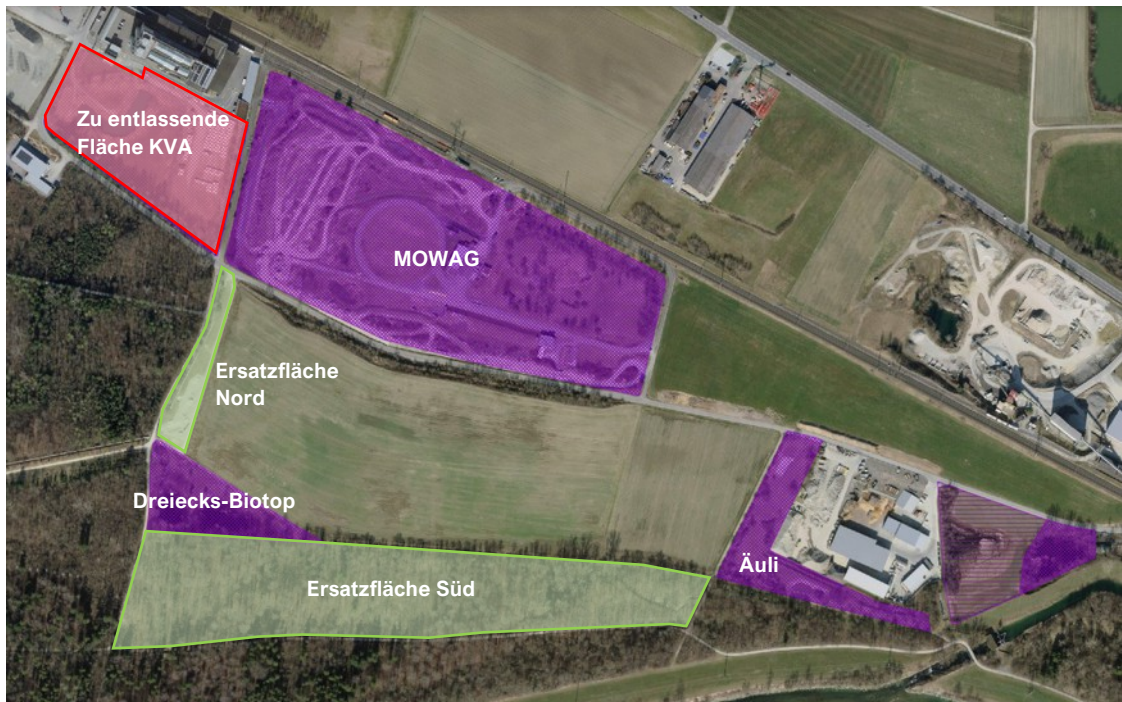 Zu entlassende
Fläche KVA
MOWAG
Ersatzfläche
Nord
Dreiecks-Biotop
Äuli
Ersatzfläche Süd